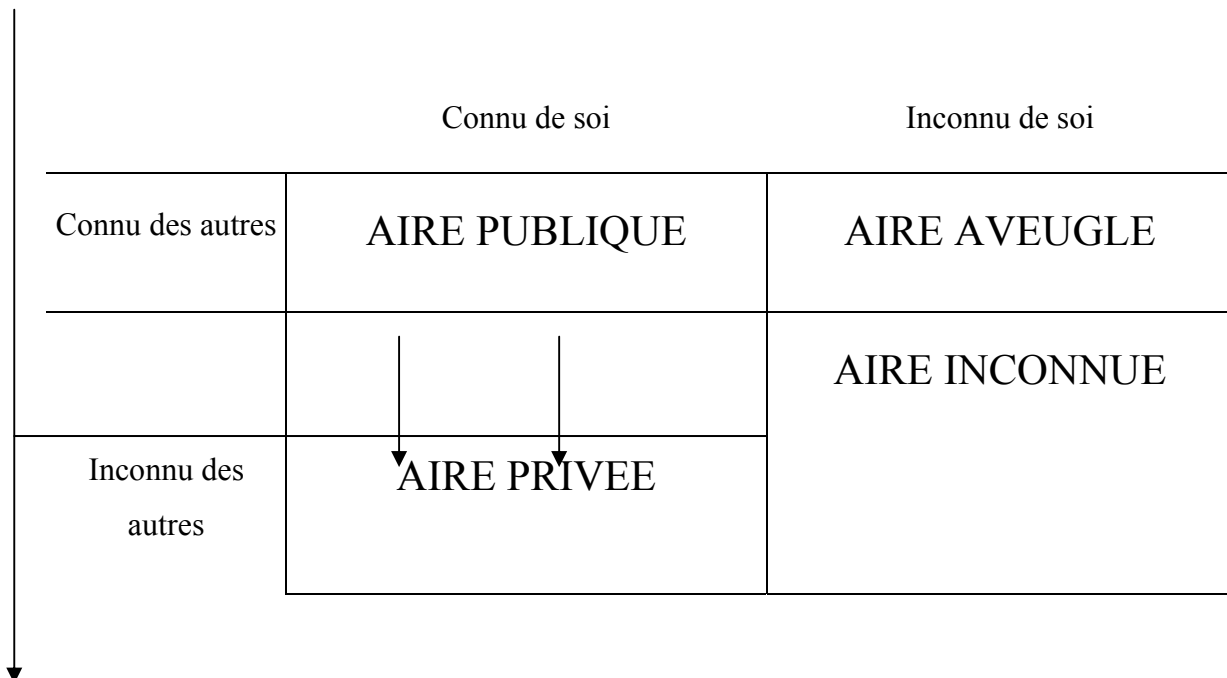 Connu de soi Inconnu de soi
Connu des autres AIRE PUBLIQUE AIRE AVEUGLE
AIRE INCONNUE
Inconnu des AIRE PRIVEE
autres